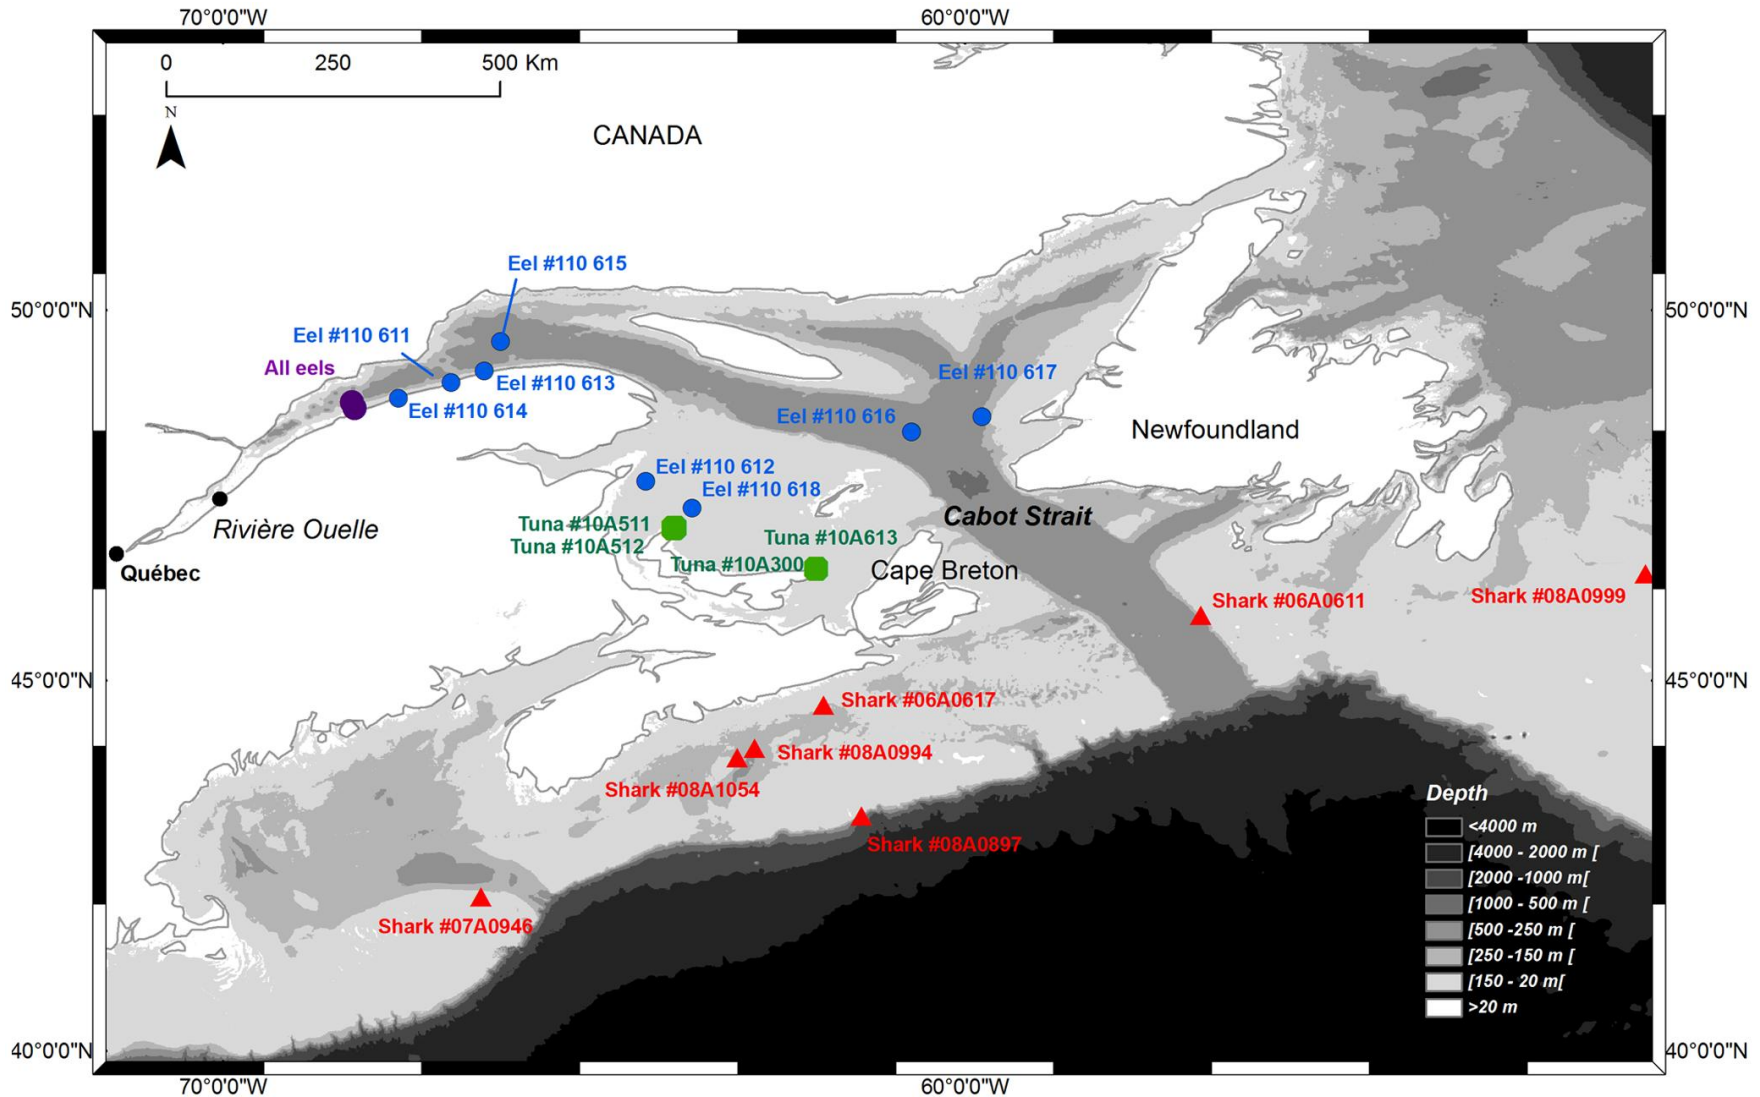 70°0'0"W 60°0'0"W
0 250 500 Km
N
CANADA
Eel #110 615
50°0'0"N 50°0'0"N
Eel #110 611
All eels
Eel #110 613
Eel #110 617
Eel #110 614
Eel #110 616
Newfoundland
Eel #110 612
Eel #110 618
Cabot Strait
Tuna #10A511
Rivière Ouelle
Tuna #10A613
Tuna #10A512
Tuna #10A300
Cape Breton
Québec
Shark #08A0999
Shark #06A0611
45°0'0"N 45°0'0"N
Shark #06A0617
Shark #08A0994
Shark #08A1054
Depth
<4000 m
Shark #08A0897
[4000 - 2000 m [
[2000 -1000 m[
[1000 - 500 m [
Shark #07A0946
[500 -250 m [
[250 -150 m [
[150 - 20 m[
>20 m
40°0'0"N 40°0'0"N
70°0'0"W 60°0'0"W